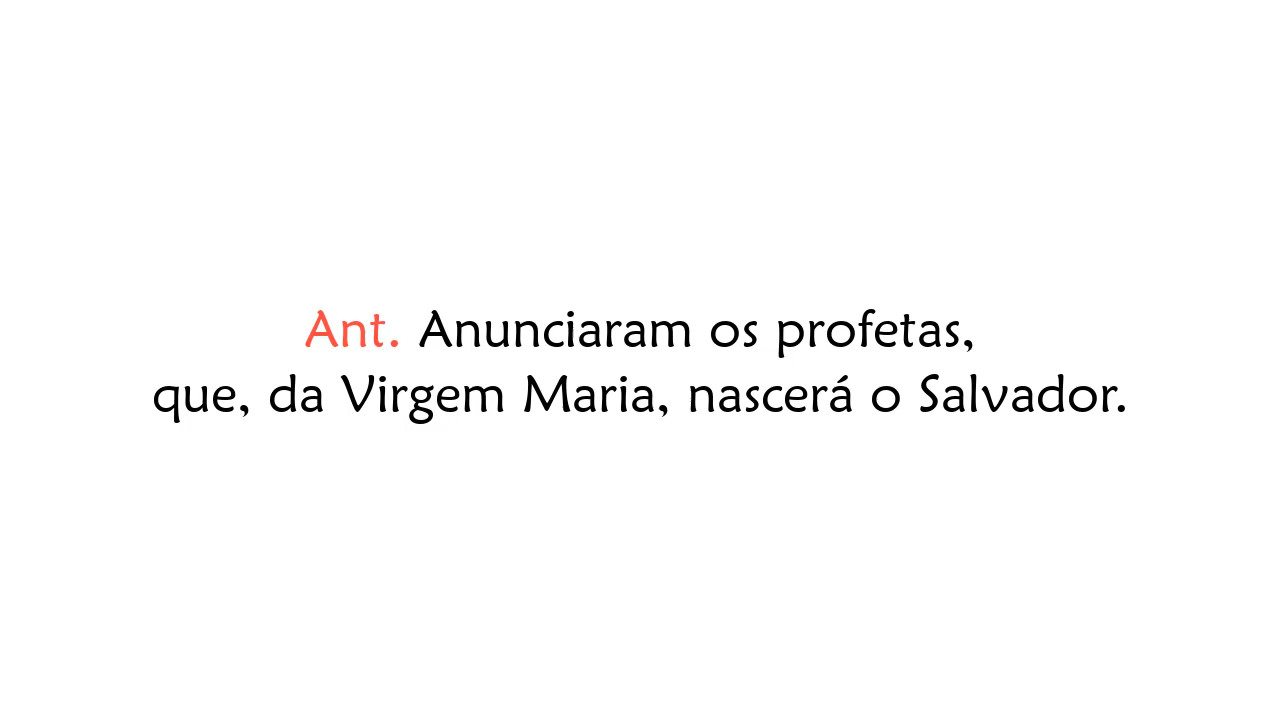 Ant. Anunciaram os profetas,
que, da Virgem Maria, nascerá o Salvador.